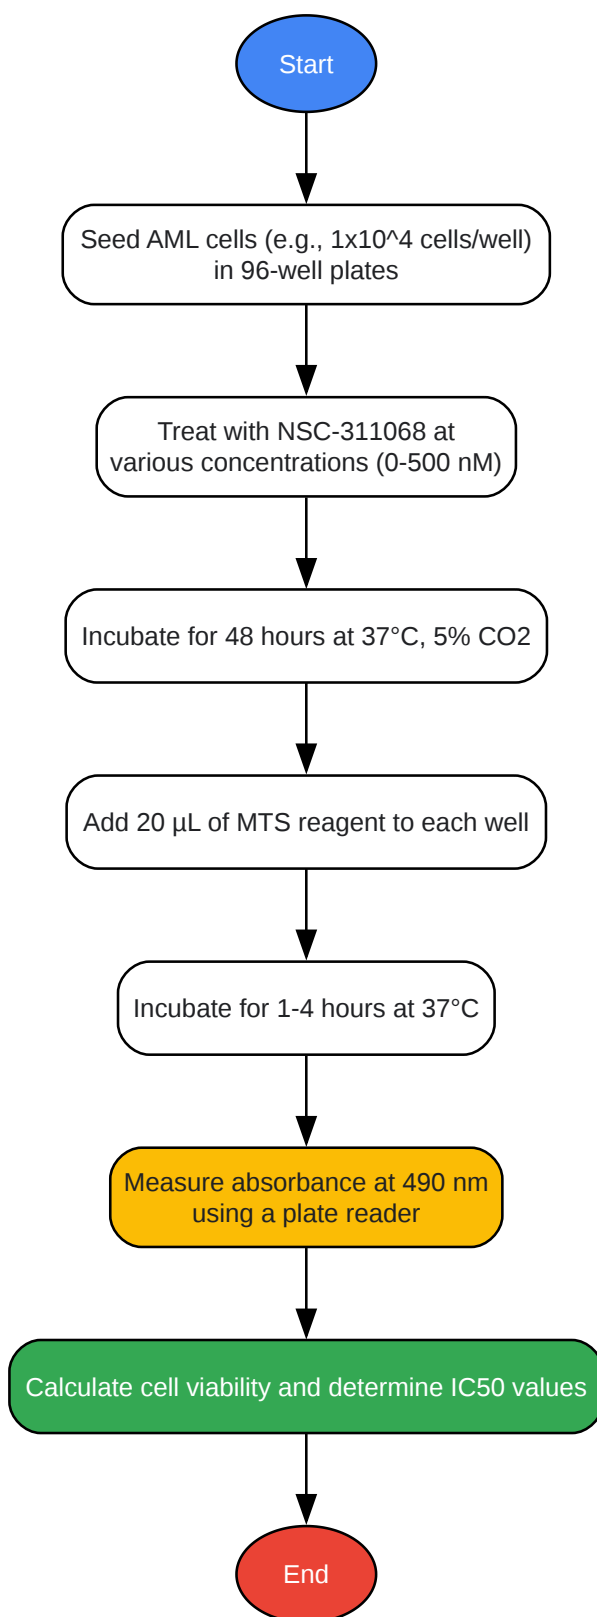 Start
Seed AML cells (e.g., 1x10^4 cells/well)
in 96-well plates
Treat with NSC-311068 at
various concentrations (0-500 nM)
Incubate for 48 hours at 37°C, 5% CO2
Add 20 µL of MTS reagent to each well
Incubate for 1-4 hours at 37°C
Measure absorbance at 490 nm
using a plate reader
Calculate cell viability and determine IC50 values
End